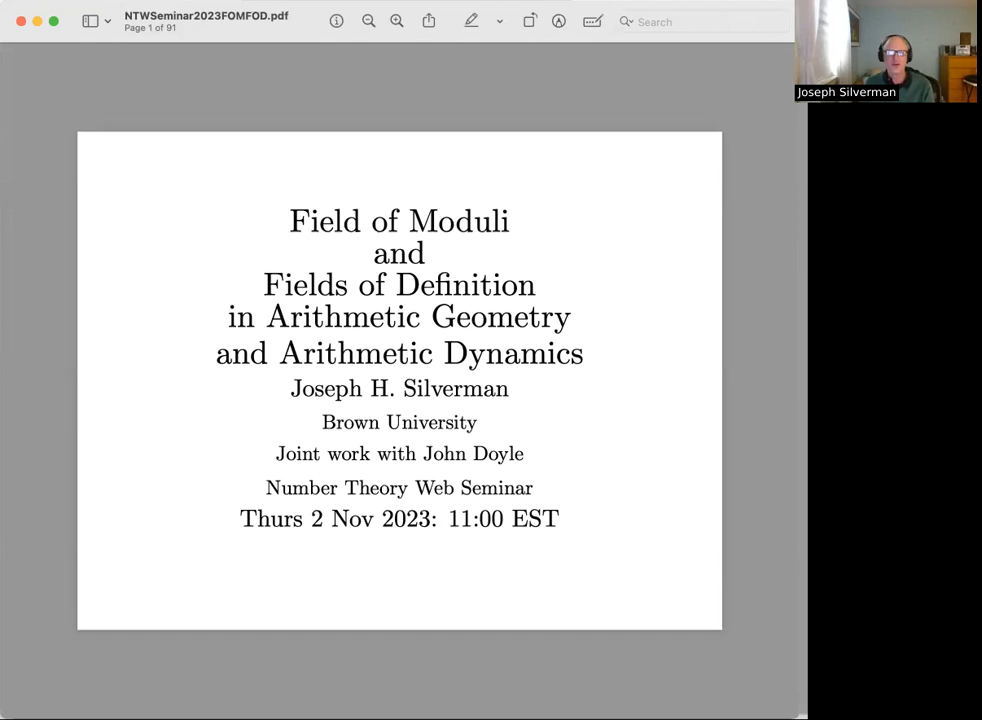 NTWSeminar2023FOMFOD.pdf
Page 1 of 91
Search
Joseph Silverman
Field of Moduli
and
Fields of Definition
in Arithmetic Geometry
and Arithmetic Dynamics
Joseph H. Silverman
Brown University
Joint work with John Doyle
Number Theory Web Seminar
Thurs 2 Nov 2023: 11:00 EST